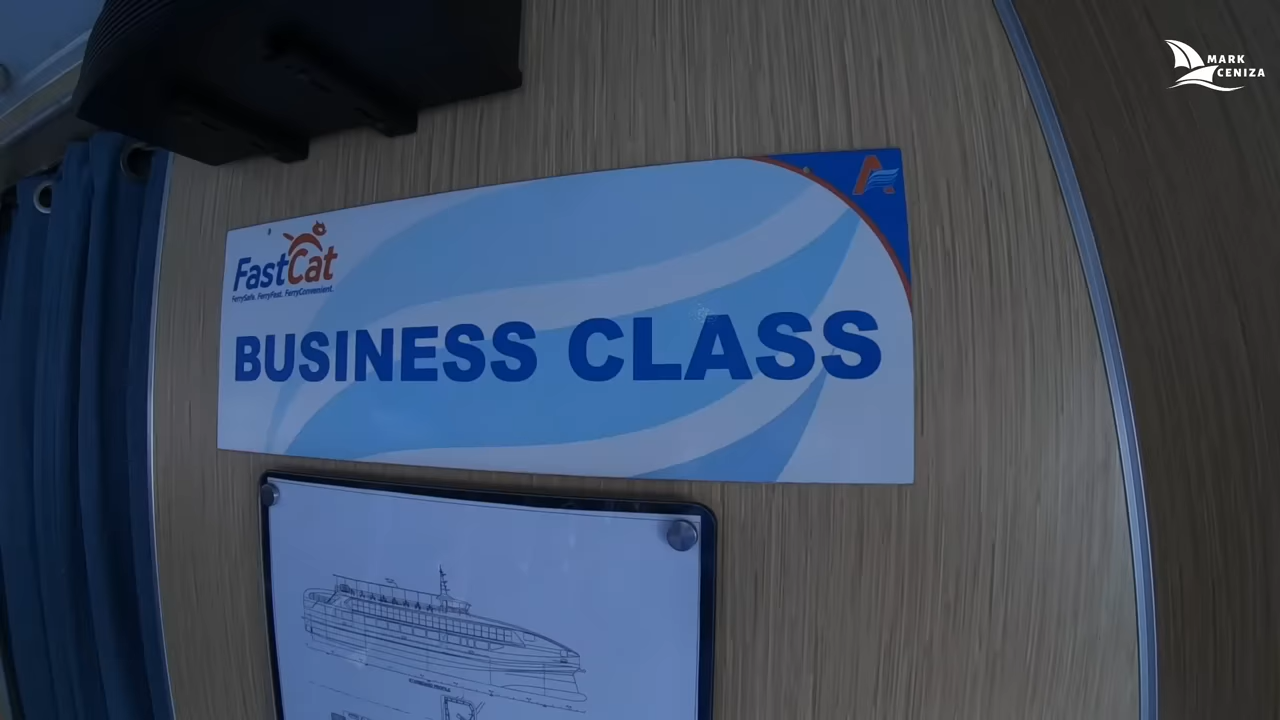 MARK
CENIZA
FastCat
FerrySafe. FerryFast. FerryConvenient.
BUSINESS CLASS